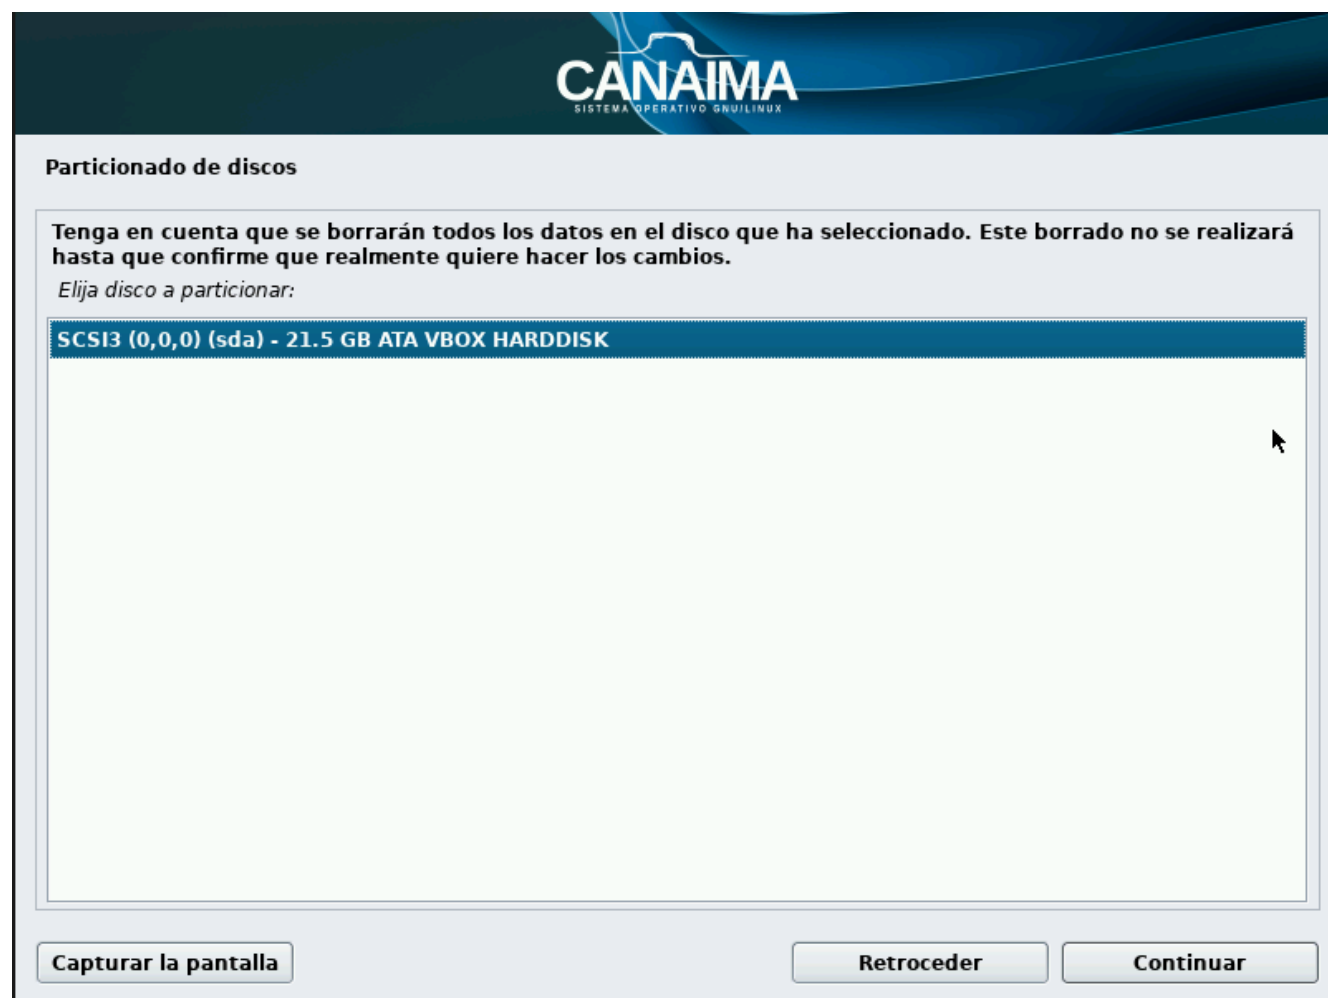 CANAIMA
SISTEMA OPERATIVO GNU/LINUX
Particionado de discos
Tenga en cuenta que se borrarán todos los datos en el disco que ha seleccionado. Este borrado no se realizará
hasta que confirme que realmente quiere hacer los cambios.
Elija disco a particionar:
SCSI3 (0,0,0) (sda) - 21.5 GB ATA VBOX HARDDISK
Capturar la pantalla
Retroceder
Continuar